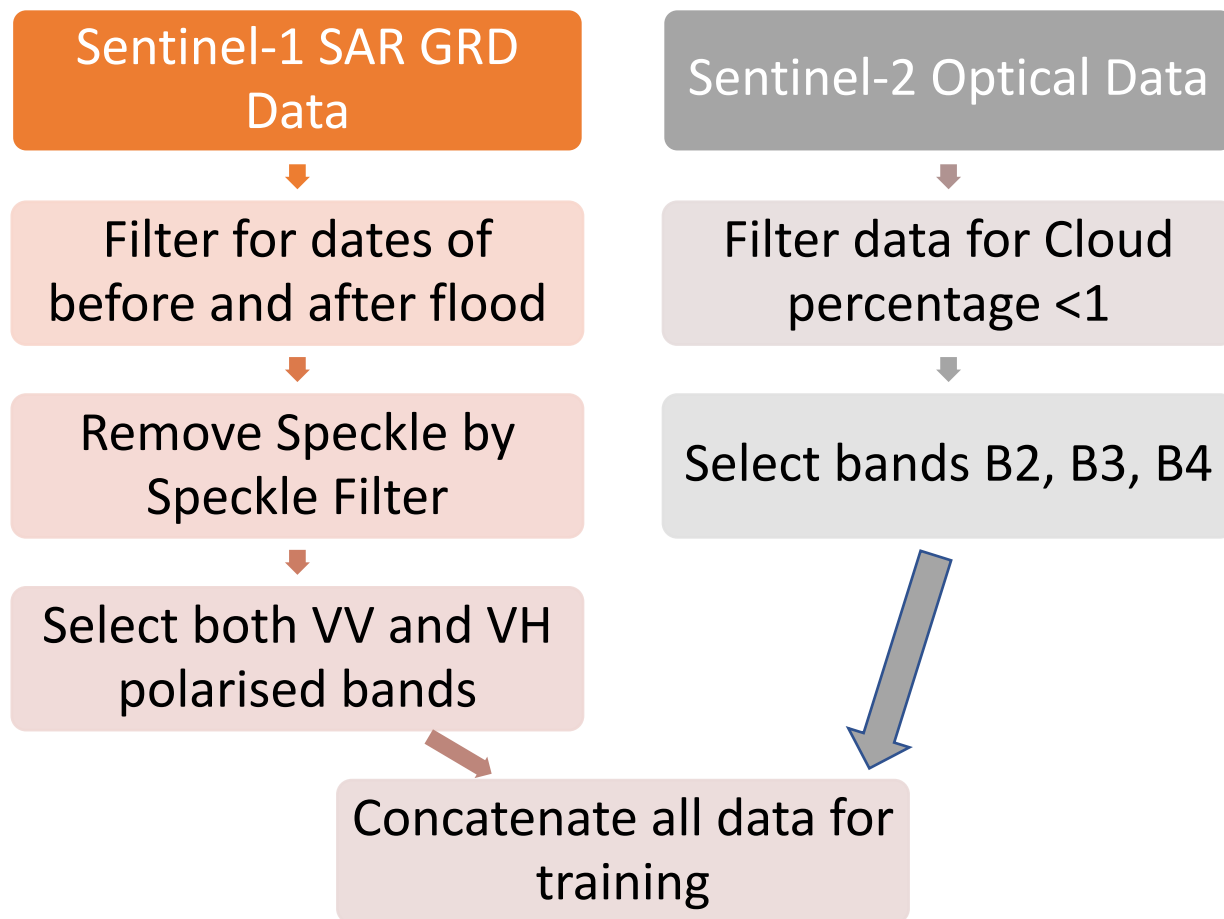 Sentinel-1 SAR GRD
Data
Filter for dates of
before and after flood
Remove Speckle by
Speckle Filter
Select both VV and VH
polarised bands
Sentinel-2 Optical Data
Filter data for Cloud
percentage <1
Select bands B2, B3, B4
Concatenate all data for
training